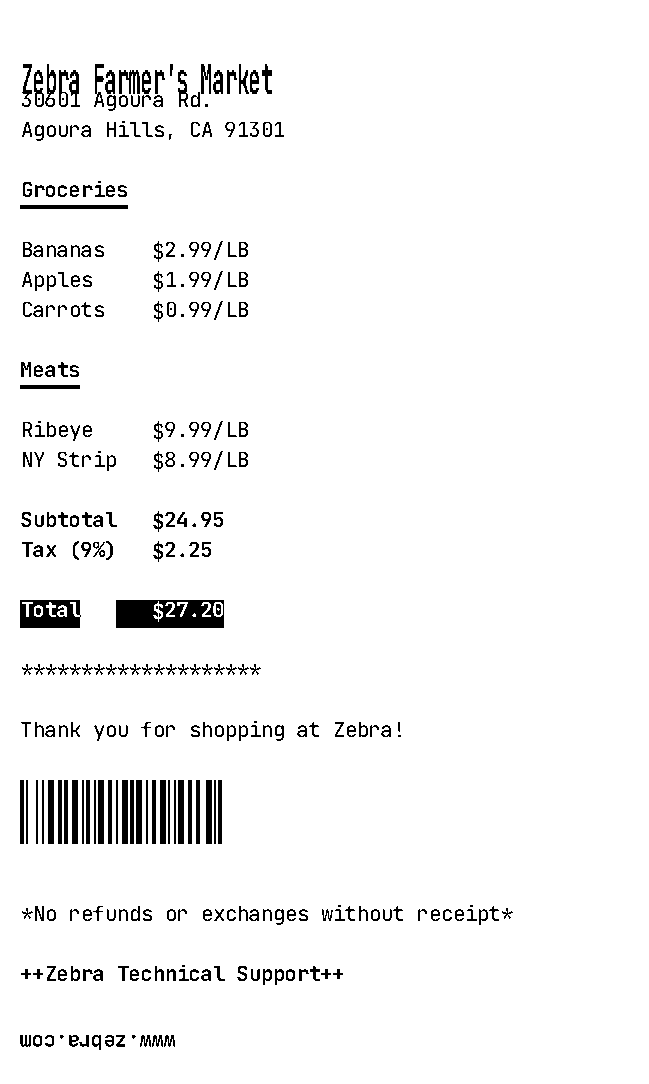 Zebra Farmer's Market
30601 Agoura Rd.
Agoura Hills, CA 91301
Groceries
Bananas $2.99/LB
Apples $1.99/LB
Carrots $0.99/LB
Meats
Ribeye $9.99/LB
NY Strip $8.99/LB
Subtotal $24.95
Tax (9%) $2.25
Total $27.20
********************
Thank you for shopping at Zebra!
*No refunds or exchanges without receipt*
++Zebra Technical Support++
www.zebra.com